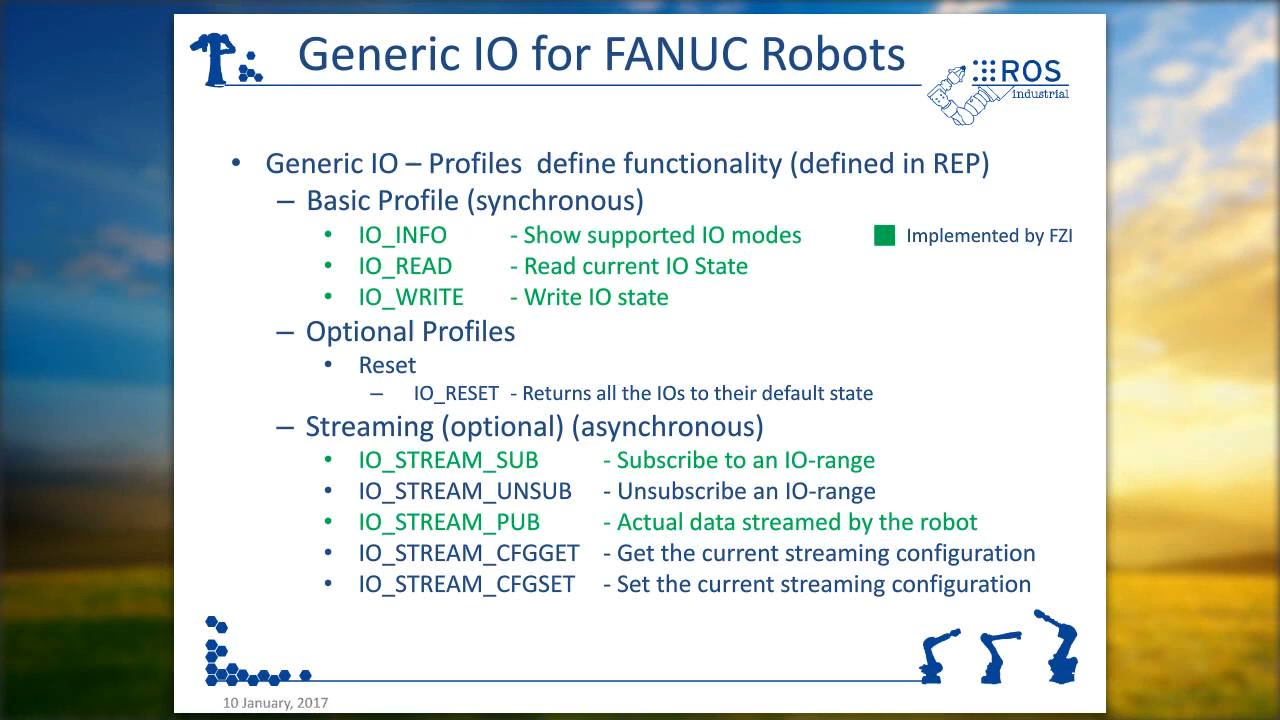 Generic IO for FANUC Robots
ROS
industrial
• Generic IO – Profiles define functionality (defined in REP)
– Basic Profile (synchronous)
• IO_INFO - Show supported IO modes
Implemented by FZI
• IO_READ - Read current IO State
• IO_WRITE - Write IO state
– Optional Profiles
• Reset
– IO_RESET - Returns all the IOs to their default state
– Streaming (optional) (asynchronous)
• IO_STREAM_SUB - Subscribe to an IO-range
• IO_STREAM_UNSUB - Unsubscribe an IO-range
• IO_STREAM_PUB - Actual data streamed by the robot
• IO_STREAM_CFGGET - Get the current streaming configuration
• IO_STREAM_CFGSET - Set the current streaming configuration
10 January, 2017